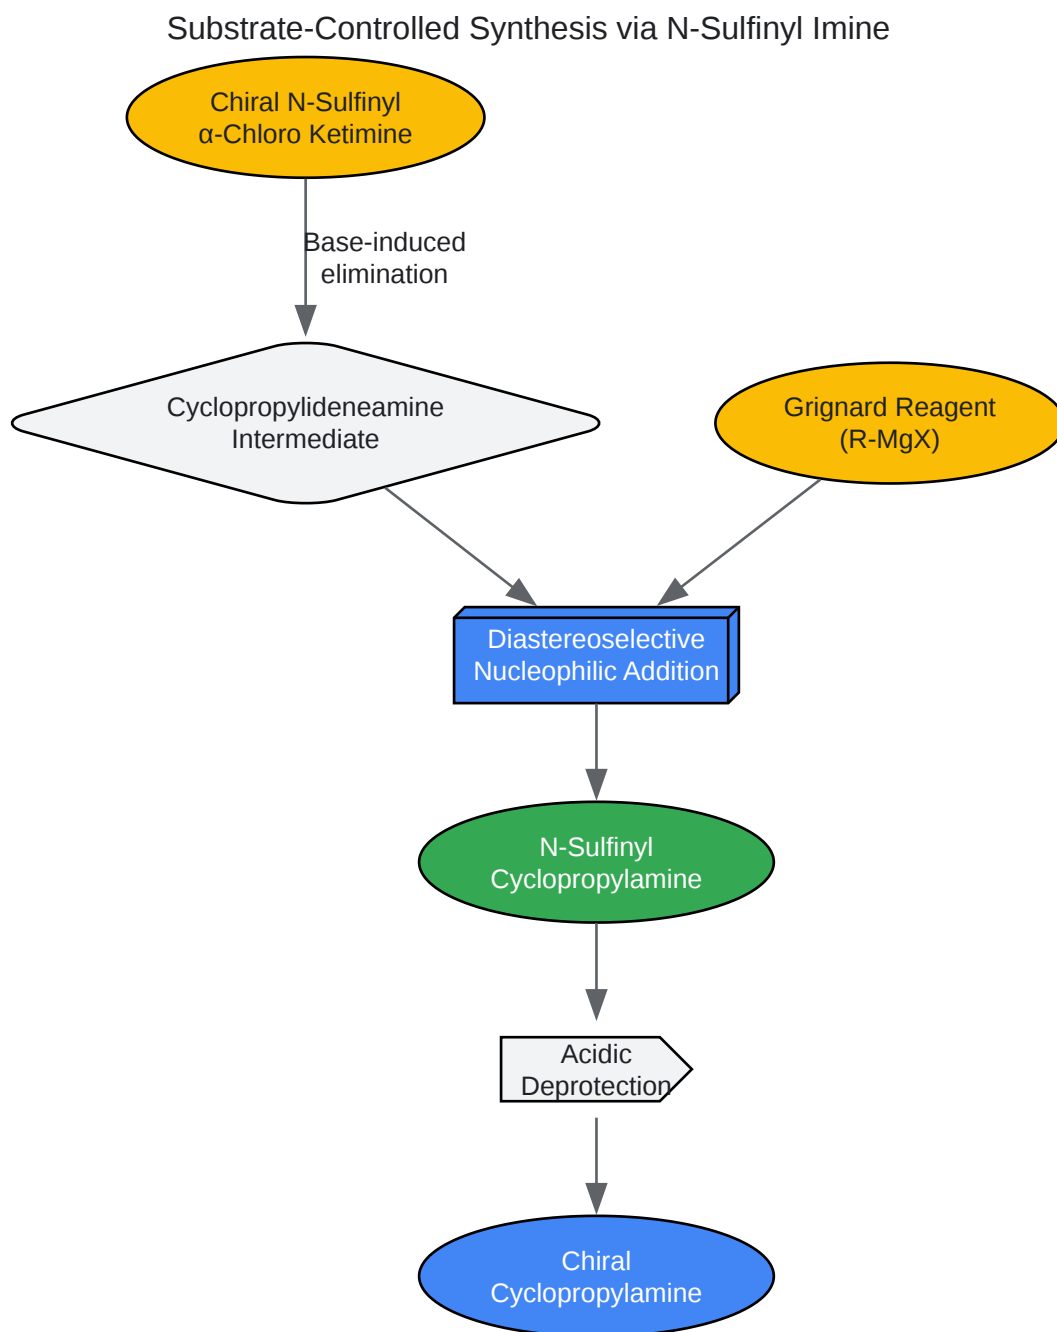 Substrate-Controlled Synthesis via N-Sulfinyl Imine
Chiral N-Sulfinyl
α-Chloro Ketimine
Base-induced
elimination
Cyclopropylideneamine
Intermediate
Grignard Reagent
(R-MgX)
Diastereoselective
Nucleophilic Addition
N-Sulfinyl
Cyclopropylamine
Acidic
Deprotection
Chiral
Cyclopropylamine